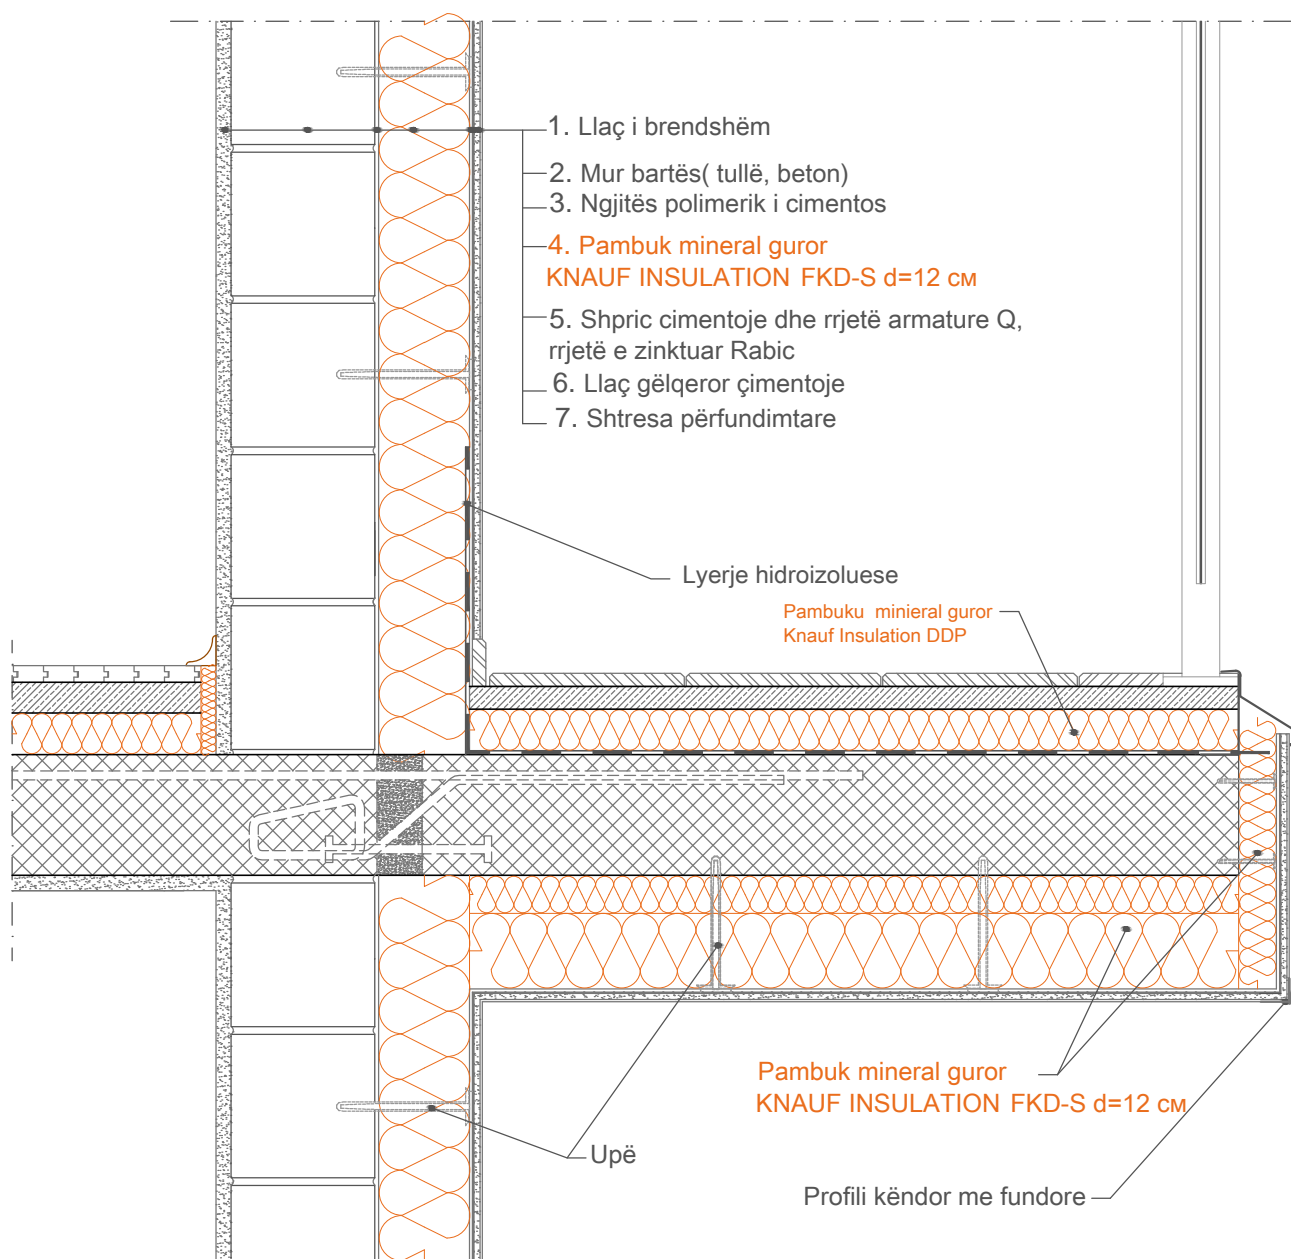 1. Llaç i brendshëm
2. Mur bartës( tullë, beton)
3. Ngjitës polimerik i cimentos
4. Pambuk mineral guror
KNAUF INSULATION FKD-S d=12 см
5. Shpric cimentoje dhe rrjetë armature Q,
rrjetë e zinktuar Rabic
6. Llaç gëlqeror çimentoje
7. Shtresa përfundimtare
Lyerje hidroizoluese
Pambuku minieral guror
Knauf Insulation DDP
Pambuk mineral guror
KNAUF INSULATION FKD-S d=12 см
Upë
Profili këndor me fundore